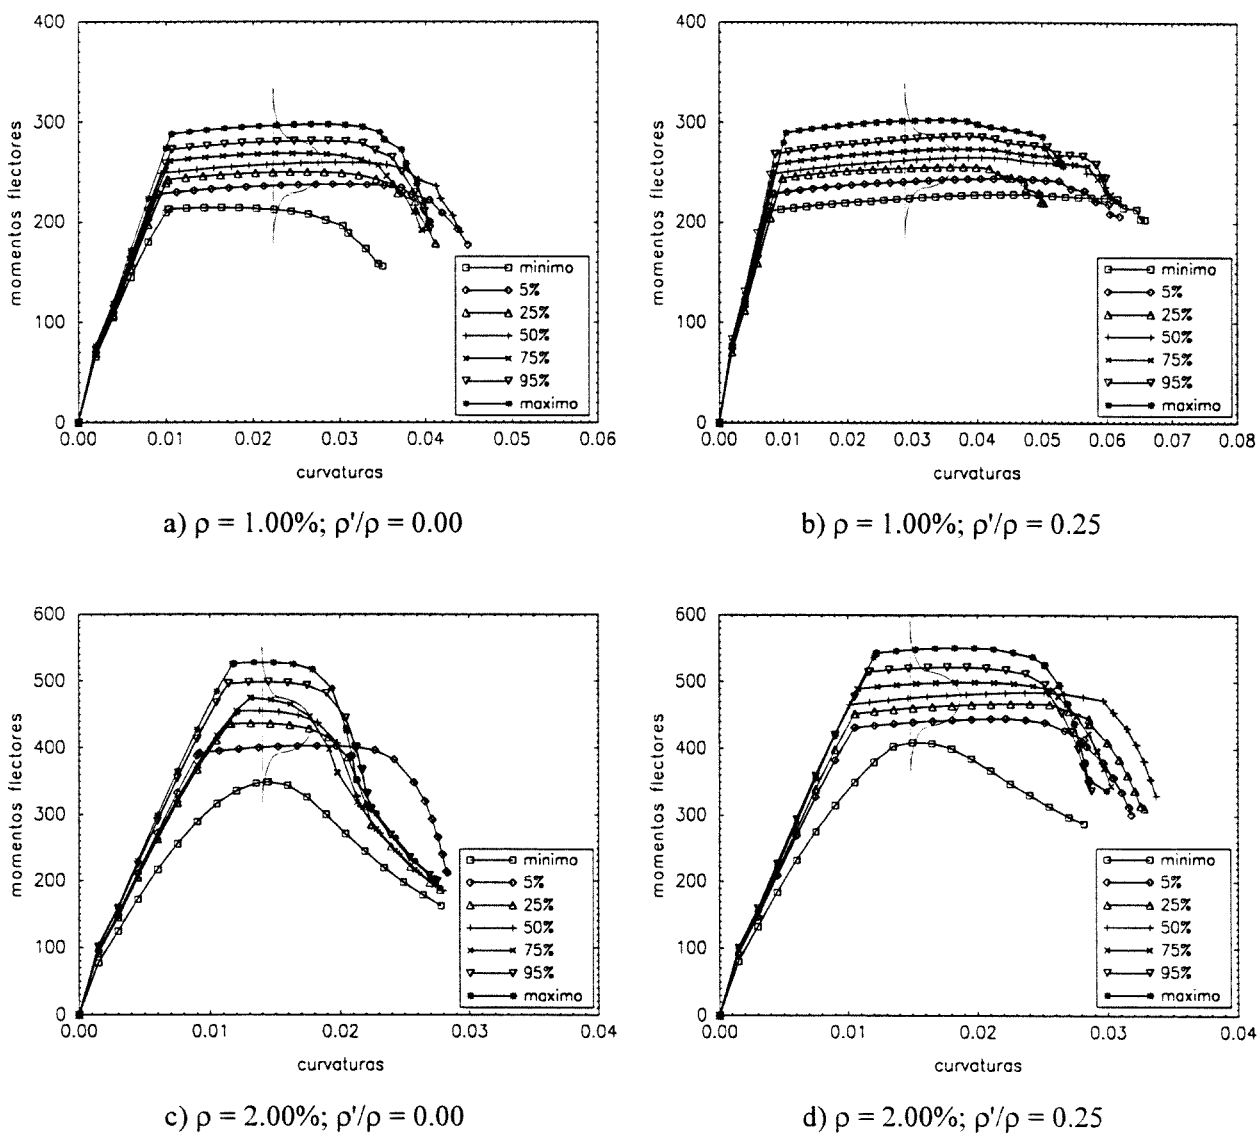 400
300
200
100
0
momentos flectores
0.00 0.01 0.02 0.03 0.04 0.05 0.06
curvaturas
minimo
5%
25%
50%
75%
95%
maximo
a) ρ = 1.00%; ρ'/ρ = 0.00
400
300
200
100
0
momentos flectores
0.00 0.01 0.02 0.03 0.04 0.05 0.06 0.07 0.08
curvaturas
minimo
5%
25%
50%
75%
95%
maximo
b) ρ = 1.00%; ρ'/ρ = 0.25
600
500
400
300
200
100
0
momentos flectores
0.00 0.01 0.02 0.03 0.04
curvaturas
minimo
5%
25%
50%
75%
95%
maximo
c) ρ = 2.00%; ρ'/ρ = 0.00
600
500
400
300
200
100
0
momentos flectores
0.00 0.01 0.02 0.03 0.04
curvaturas
minimo
5%
25%
50%
75%
95%
maximo
d) ρ = 2.00%; ρ'/ρ = 0.25